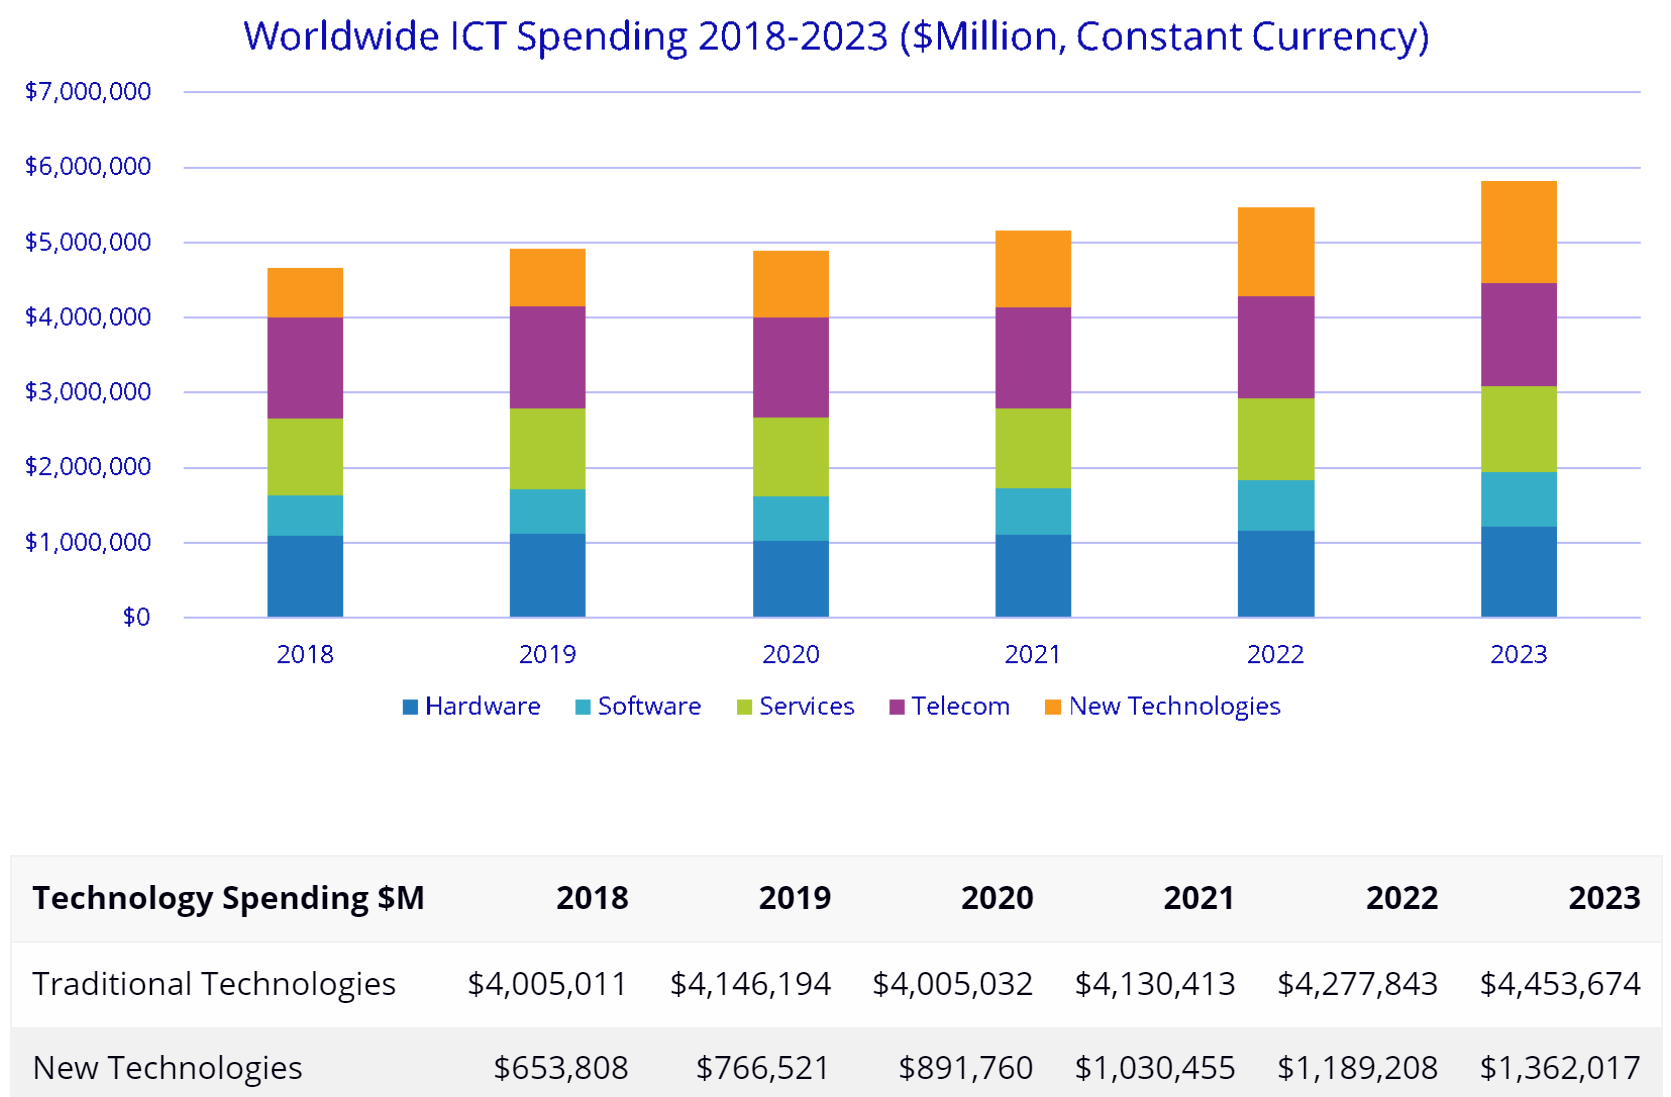 Worldwide ICT Spending 2018-2023 ($Million, Constant Currency)
$7,000,000
$6,000,000
$5,000,000
$4,000,000
$3,000,000
$2,000,000
$1,000,000
$0
2018 2019 2020 2021 2022 2023
Hardware Software Services Telecom New Technologies
Technology Spending $M 2018 2019 2020 2021 2022 2023
Traditional Technologies $4,005,011 $4,146,194 $4,005,032 $4,130,413 $4,277,843 $4,453,674
New Technologies $653,808 $766,521 $891,760 $1,030,455 $1,189,208 $1,362,017